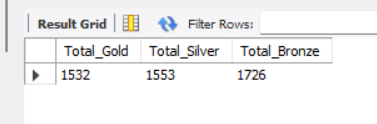 Result Grid Filter Rows:
Total_Gold Total_Silver Total_Bronze
1532 1553 1726